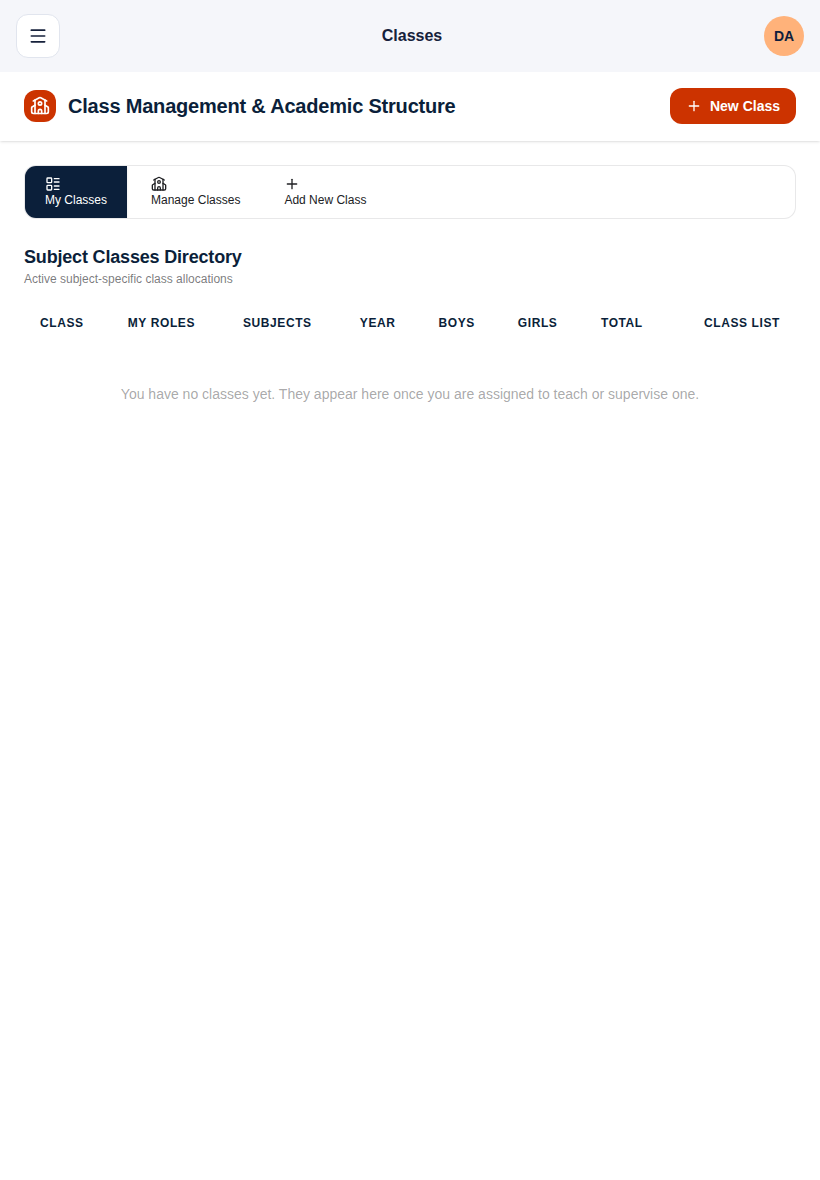 Classes
DA
Class Management & Academic Structure
New Class
My Classes
Manage Classes
Add New Class
Subject Classes Directory
Active subject-specific class allocations
CLASS MY ROLES SUBJECTS YEAR BOYS GIRLS TOTAL CLASS LIST
You have no classes yet. They appear here once you are assigned to teach or supervise one.